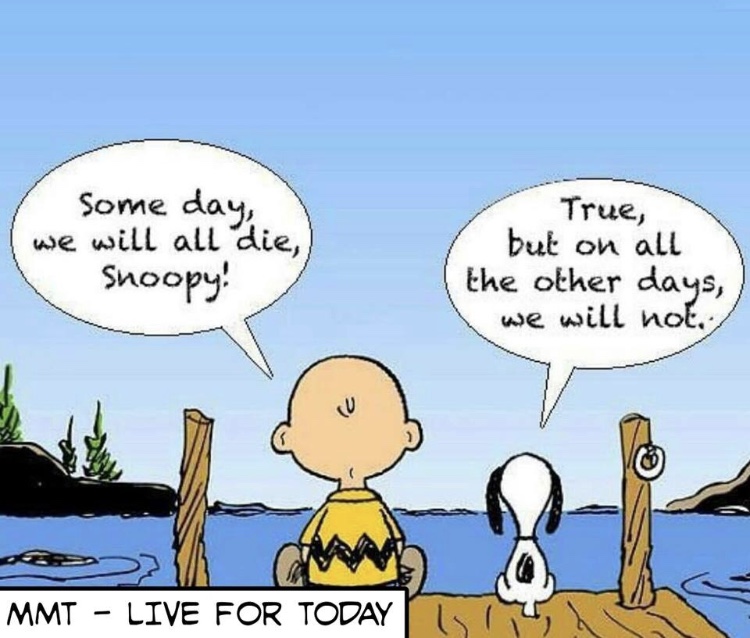 Some day,
we will all die,
Snoopy!
True,
but on all
the other days,
we will not.
MMT - LIVE FOR TODAY